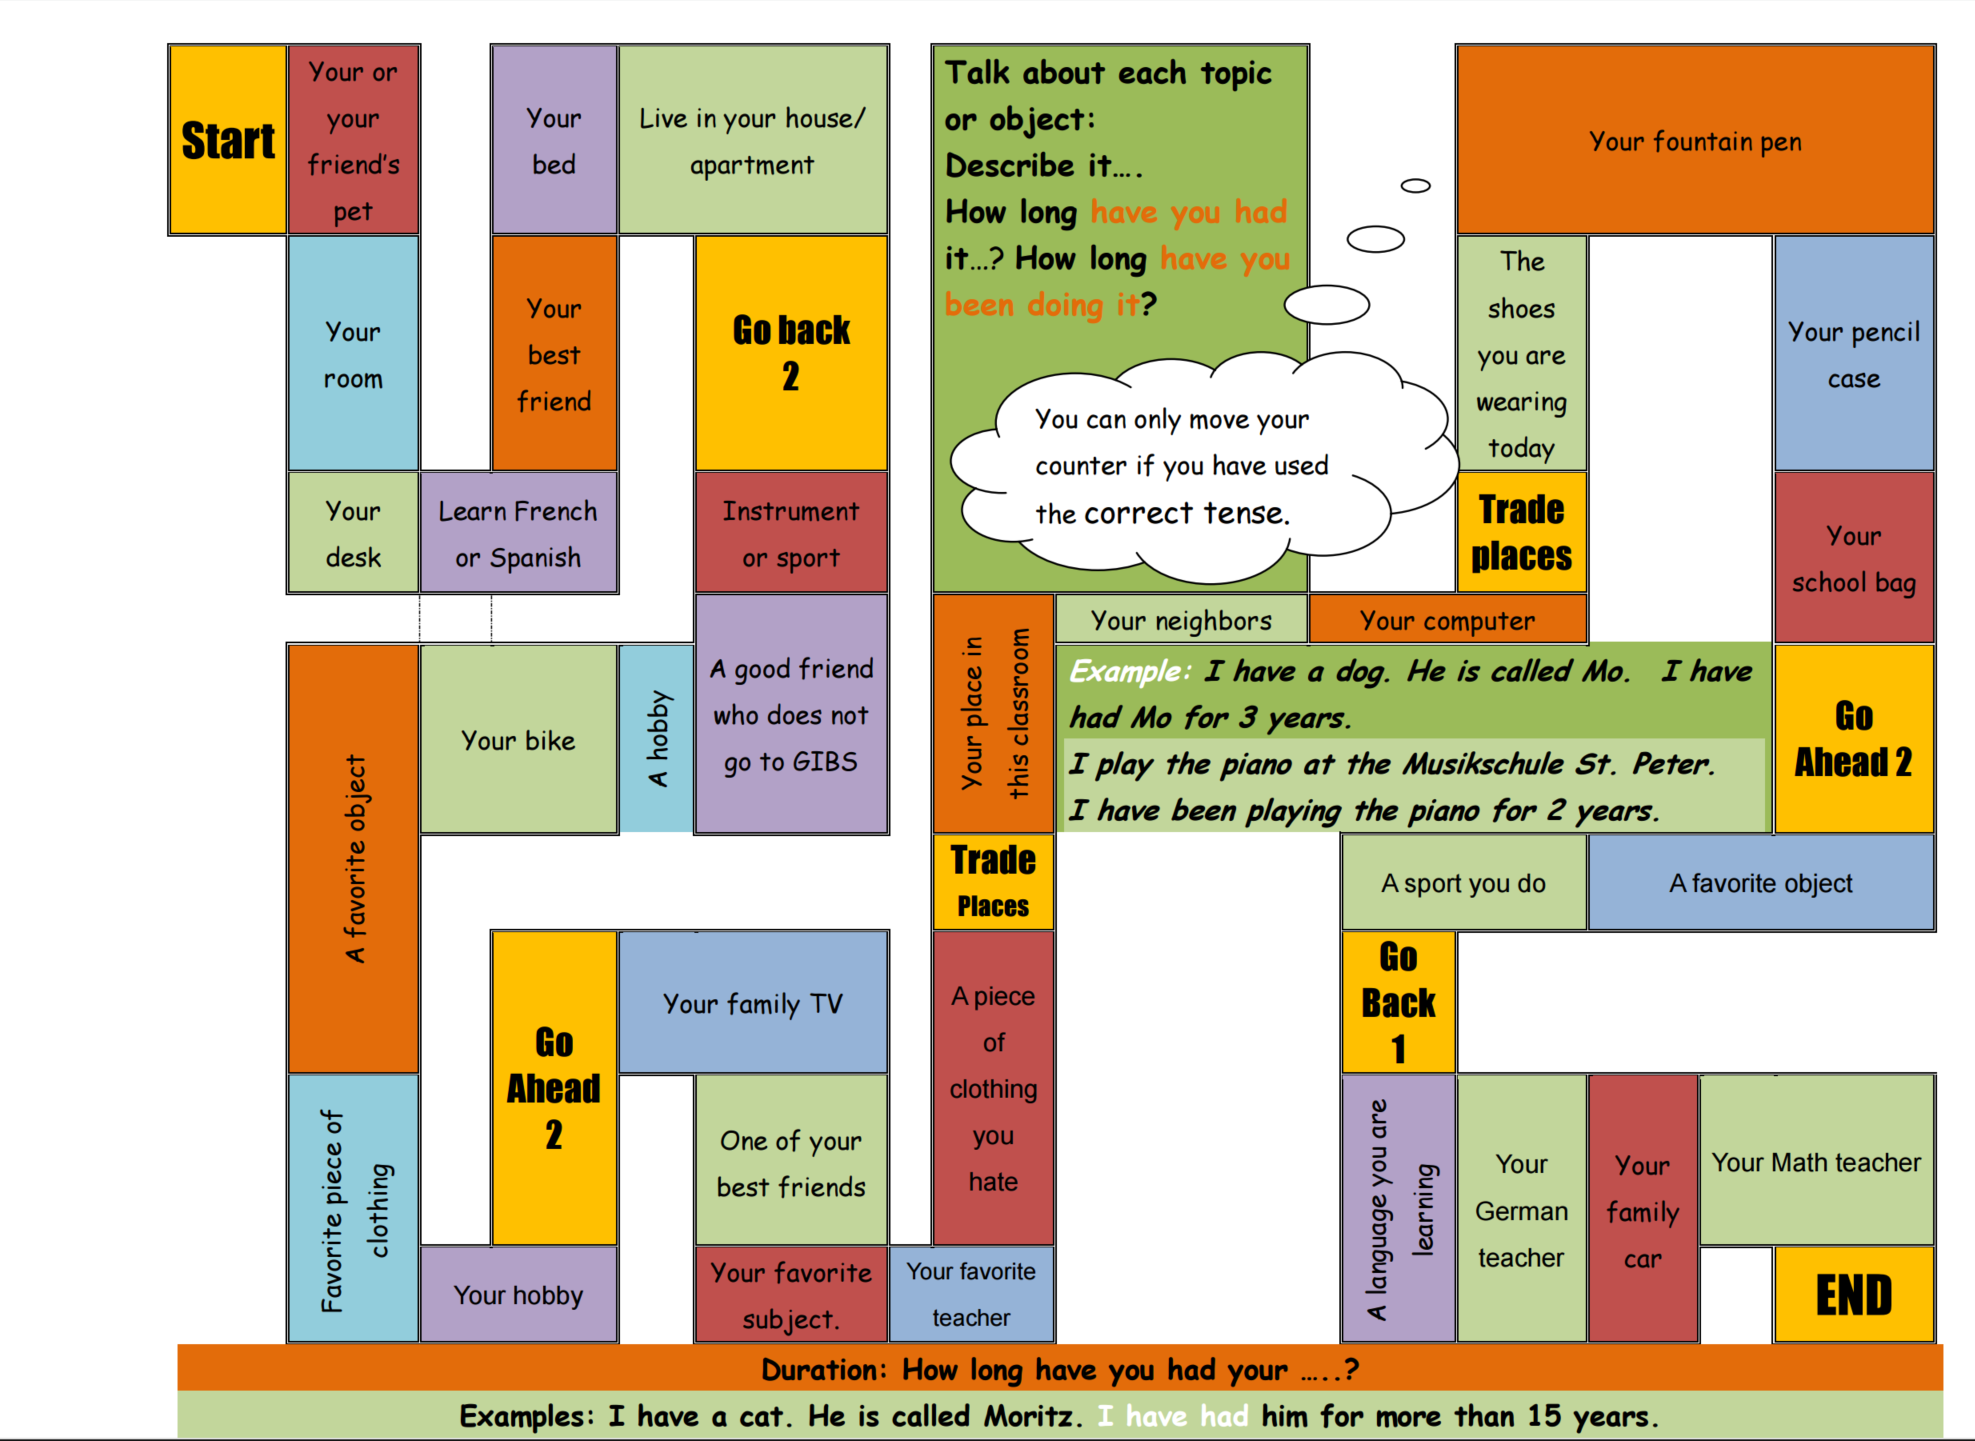 Start
Your or
your
friend's
pet
Your
room
Your
desk
Learn French
or Spanish
Your
best
friend
Your
bed
Live in your house/
apartment
Go back
2
Instrument
or sport
A good friend
who does not
go to GIBS
A hobby
Your bike
A favorite object
Favorite piece of
clothing
Your hobby
Go
Ahead
2
Your family TV
One of your
best friends
Your favorite
subject.
Your favorite
teacher
A piece
of
clothing
you
hate
Trade
Places
Your place in
this classroom
Your neighbors
Your computer
Trade
places
The
shoes
you are
wearing
today
Your fountain pen
Your pencil
case
Your
school bag
Go
Ahead 2
A favorite object
A sport you do
Go
Back
1
A language you are
learning
Your
German
teacher
Your
family
car
Your Math teacher
END
Talk about each topic
or object:
Describe it….
How long have you had
it…? How long have you
been doing it?
You can only move your
counter if you have used
the correct tense.
Example: I have a dog. He is called Mo. I have
had Mo for 3 years.
I play the piano at the Musikschule St. Peter.
I have been playing the piano for 2 years.
Duration: How long have you had your …..?
Examples: I have a cat. He is called Moritz. I have had him for more than 15 years.